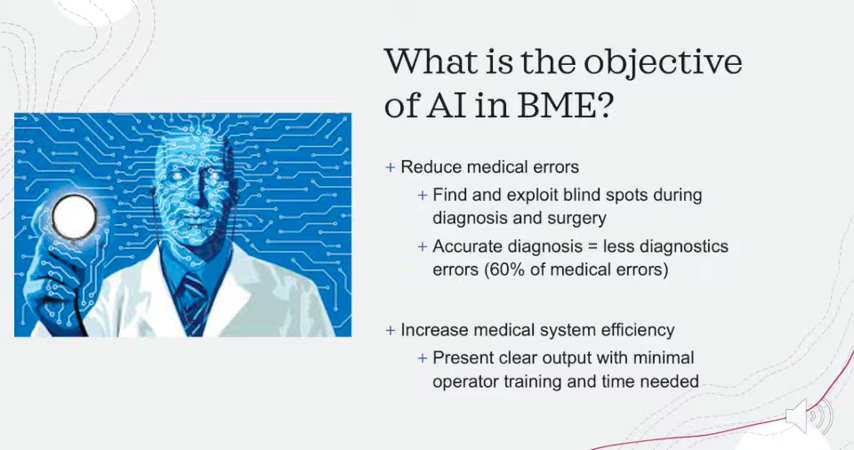 What is the objective
of AI in BME?
+ Reduce medical errors
+ Find and exploit blind spots during
diagnosis and surgery
+ Accurate diagnosis = less diagnostics
errors (60% of medical errors)
+ Increase medical system efficiency
+ Present clear output with minimal
operator training and time needed